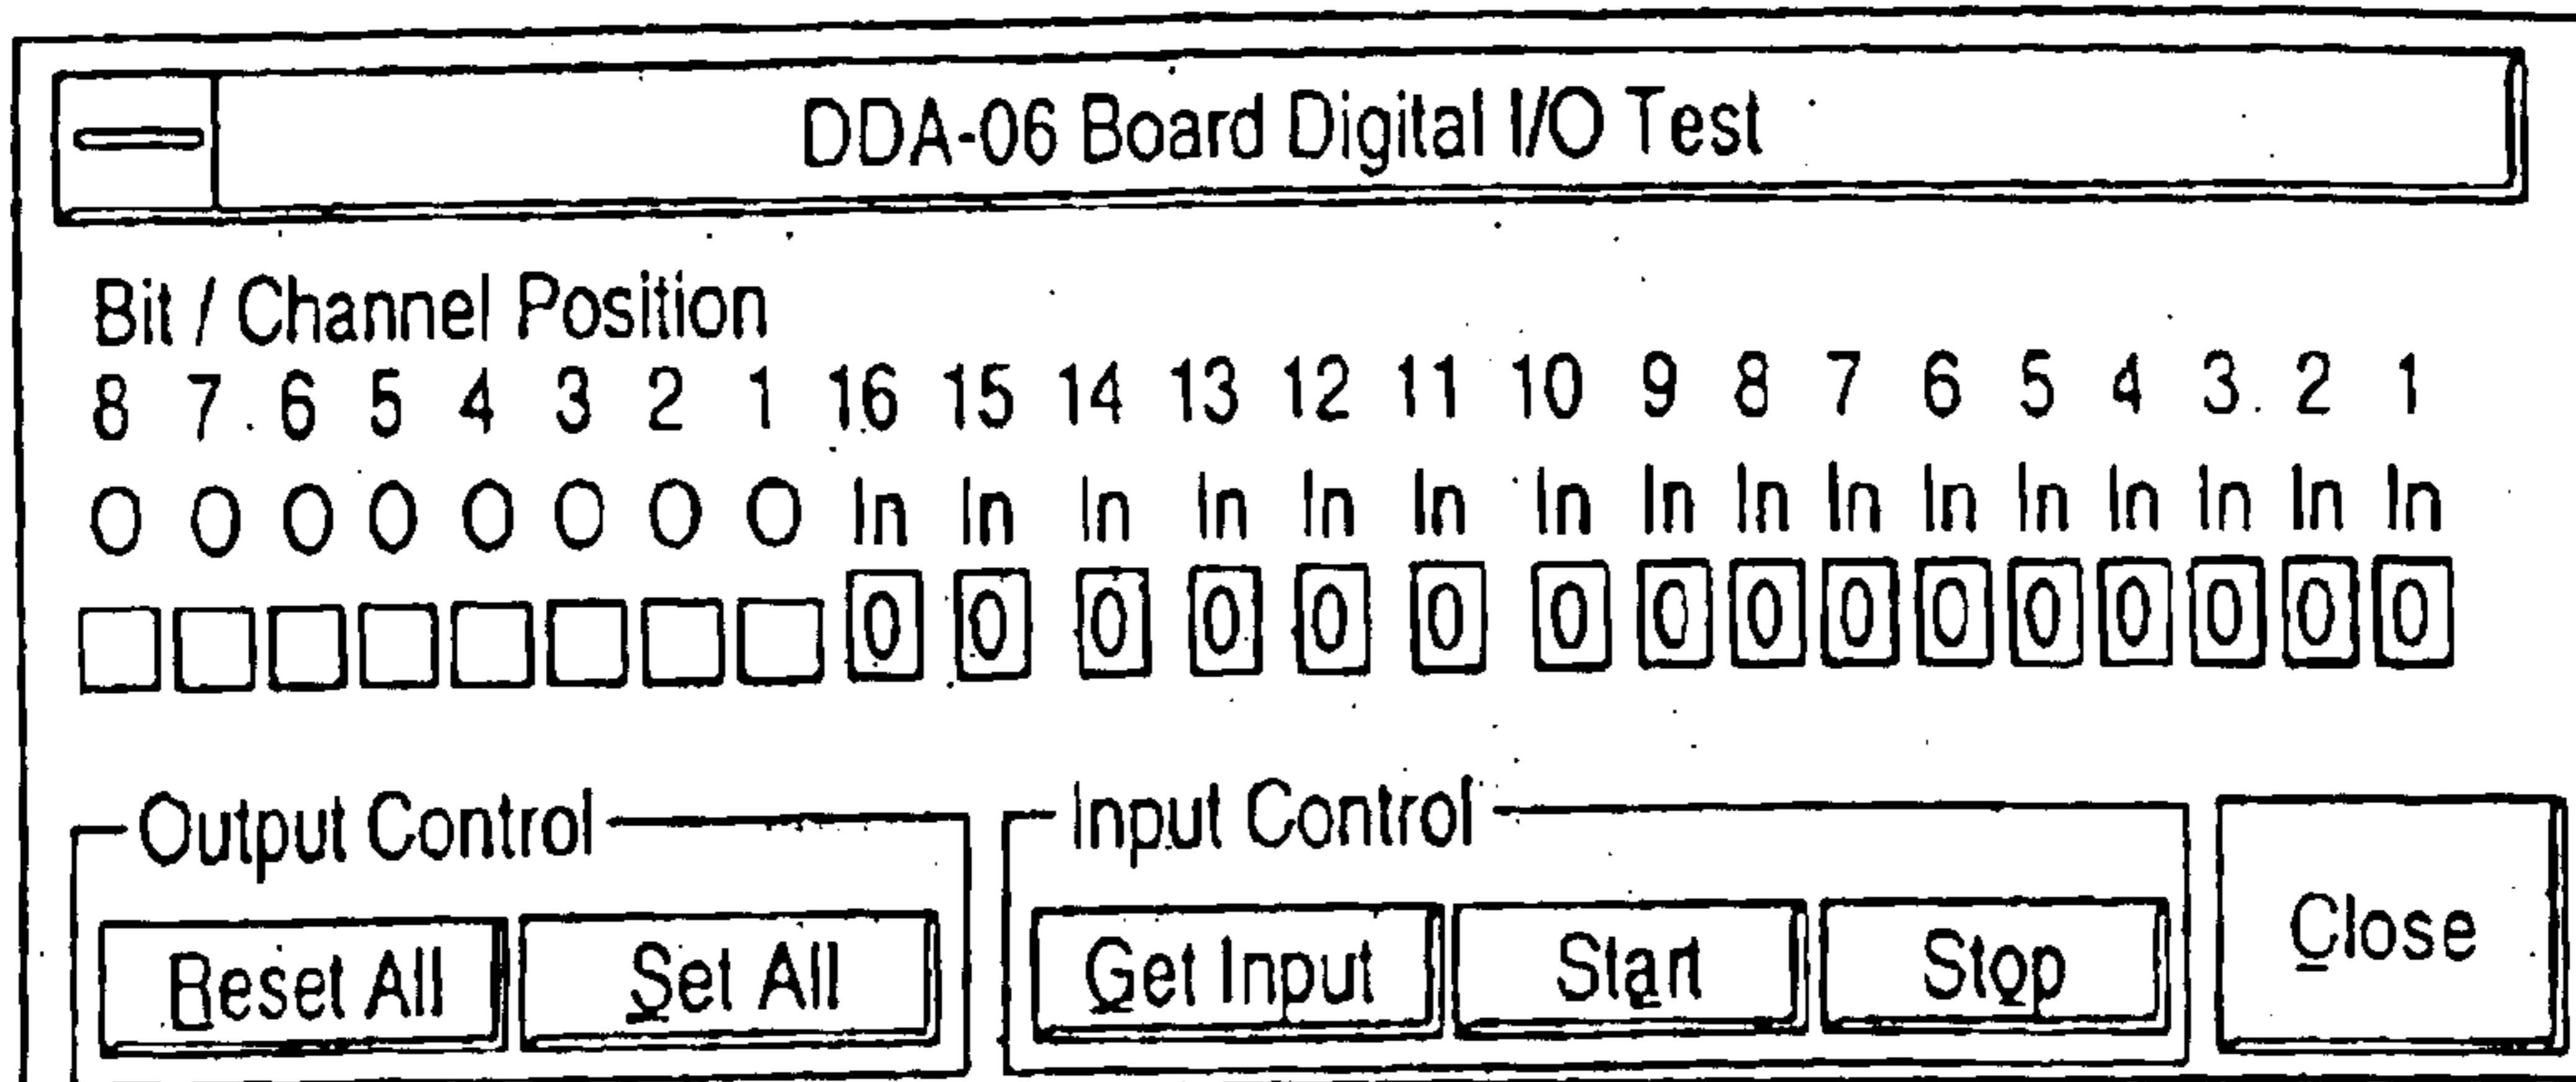 DDA-06 Board Digital I/O Test
Bit / Channel Position
8 7 6 5 4 3 2 1 16 15 14 13 12 11 10 9 8 7 6 5 4 3 2 1
O O O O O O O O In In In In In In In In In In In In In In In In
0 0 0 0 0 0 0 0 0 0 0 0 0 0 0 0
Output Control Input Control
Reset All Set All Get Input Start Stop Close